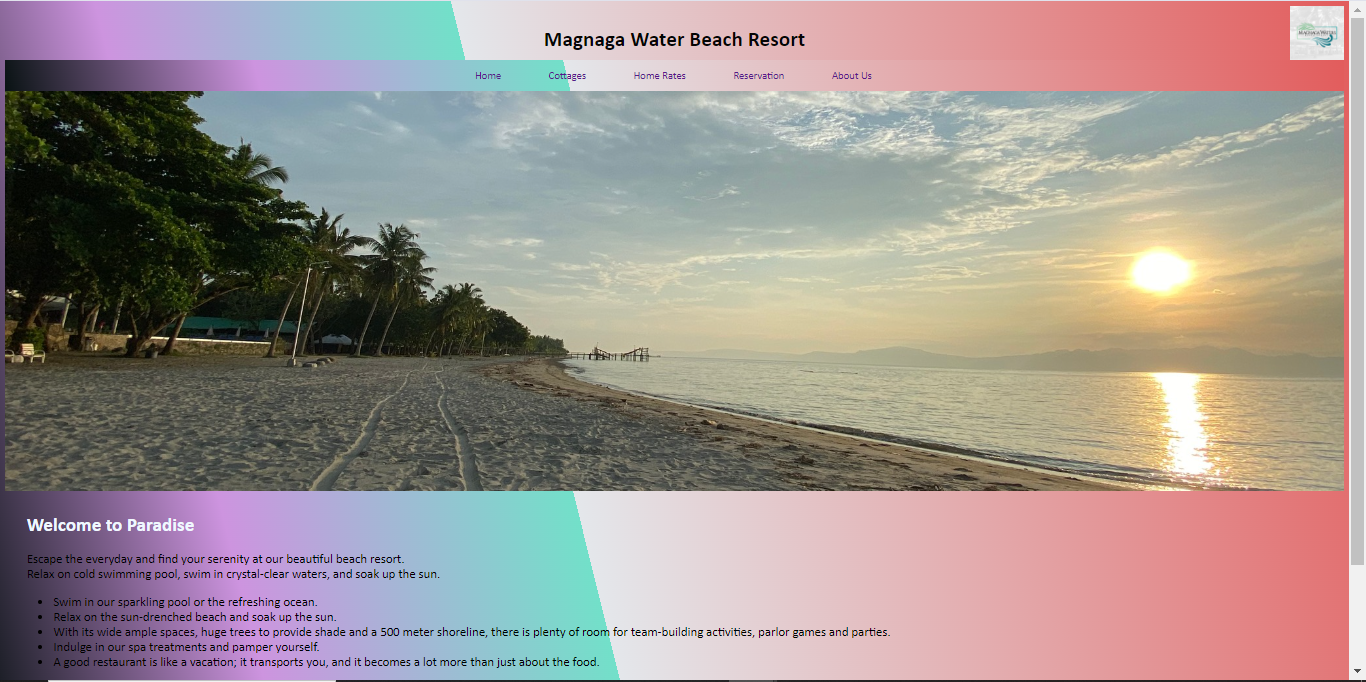 Magnaga Water Beach Resort
MAGNAGA WATERS
Home Cottages Home Rates Reservation About Us
Welcome to Paradise
Escape the everyday and find your serenity at our beautiful beach resort.
Relax on cold swimming pool, swim in crystal-clear waters, and soak up the sun.
• Swim in our sparkling pool or the refreshing ocean.
• Relax on the sun-drenched beach and soak up the sun.
• With its wide ample spaces, huge trees to provide shade and a 500 meter shoreline, there is plenty of room for team-building activities, parlor games and parties.
• Indulge in our spa treatments and pamper yourself.
• A good restaurant is like a vacation; it transports you, and it becomes a lot more than just about the food.